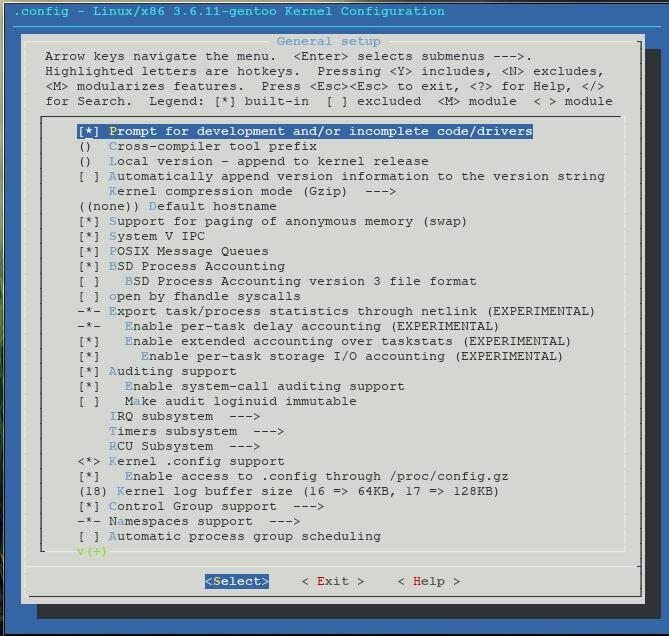 .config - Linux/x86 3.6.11-gentoo Kernel Configuration
General setup
Arrow keys navigate the menu.  <Enter> selects submenus --->.
Highlighted letters are hotkeys.  Pressing <Y> includes, <N> excludes,
<M> modularizes features.  Press <Esc><Esc> to exit, <?> for Help, </>
for Search.  Legend: [*] built-in  [ ] excluded  <M> module  < > module
[*] Prompt for development and/or incomplete code/drivers
()  Cross-compiler tool prefix
()  Local version - append to kernel release
[ ] Automatically append version information to the version string
Kernel compression mode (Gzip)  --->
((none)) Default hostname
[*] Support for paging of anonymous memory (swap)
[*] System V IPC
[*] POSIX Message Queues
[*] BSD Process Accounting
[ ]   BSD Process Accounting version 3 file format
[ ] open by fhandle syscalls
-*- Export task/process statistics through netlink (EXPERIMENTAL)
-*-   Enable per-task delay accounting (EXPERIMENTAL)
[*]   Enable extended accounting over taskstats (EXPERIMENTAL)
[*]     Enable per-task storage I/O accounting (EXPERIMENTAL)
[*] Auditing support
[*]   Enable system-call auditing support
[ ]   Make audit loginuid immutable
IRQ subsystem  --->
Timers subsystem  --->
RCU Subsystem  --->
<*> Kernel .config support
[*]   Enable access to .config through /proc/config.gz
(18) Kernel log buffer size (16 => 64KB, 17 => 128KB)
[*] Control Group support  --->
-*- Namespaces support  --->
[ ] Automatic process group scheduling
v(+)
<Select>    < Exit >    < Help >